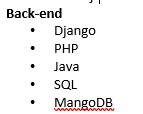 Back-end
• Django
• PHP
• Java
• SQL
• MangoDB